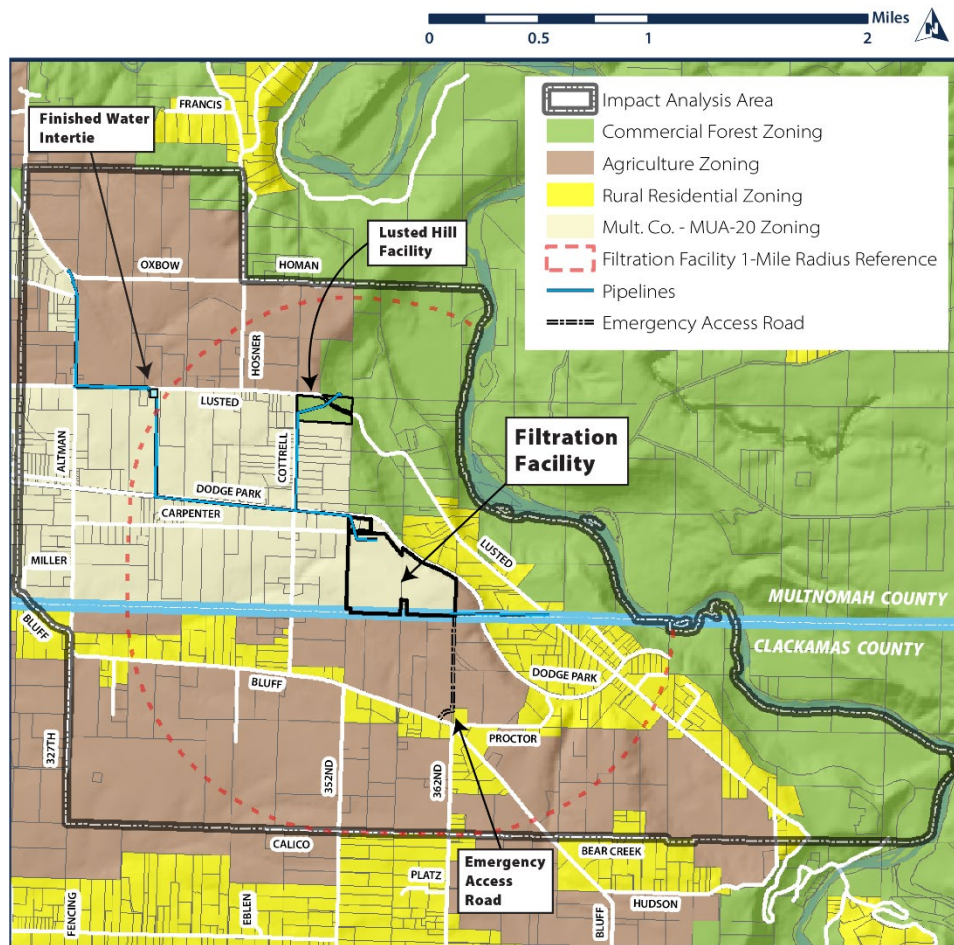 Miles
0 0.5 1 2
N
Impact Analysis Area
Commercial Forest Zoning
Agriculture Zoning
Rural Residential Zoning
Mult. Co. - MUA-20 Zoning
Filtration Facility 1-Mile Radius Reference
Pipelines
Emergency Access Road
FRANCIS
Finished Water
Intertie
Lusted Hill
Facility
OXBOW
HOMAN
HOSNER
LUSTED
ALTMAN
COTTRELL
Filtration
Facility
DODGE PARK
CARPENTER
LUSTED
MILLER
MULTNOMAH COUNTY
CLACKAMAS COUNTY
BLUFF
DODGE PARK
BLUFF
PROCTOR
327TH
352ND
362ND
CALICO
BEAR CREEK
Emergency
Access
Road
PLATZ
HUDSON
FENCING
EBLEN
BLUFF